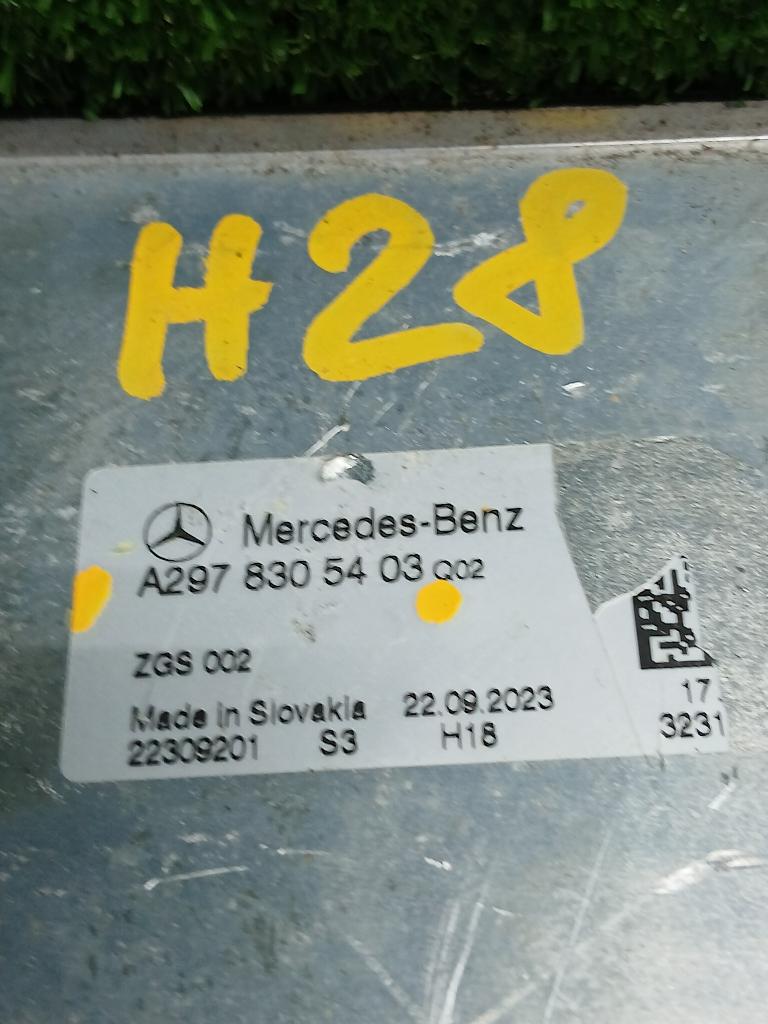 H28
Mercedes-Benz
A297 830 54 03 Q02
ZGS 002
Made in Slovakia 22.09.2023 17
22309201 S3 H18 3231